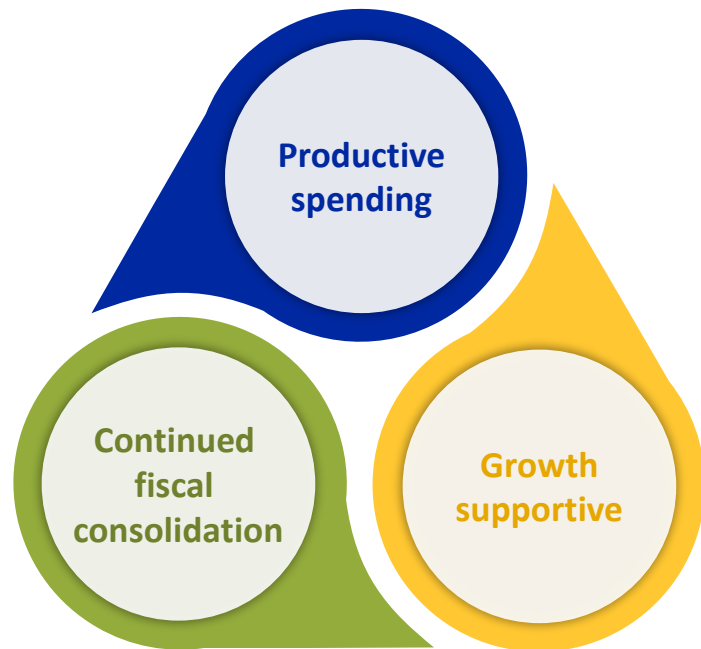 Productive
spending
Continued
fiscal
consolidation
Growth
supportive